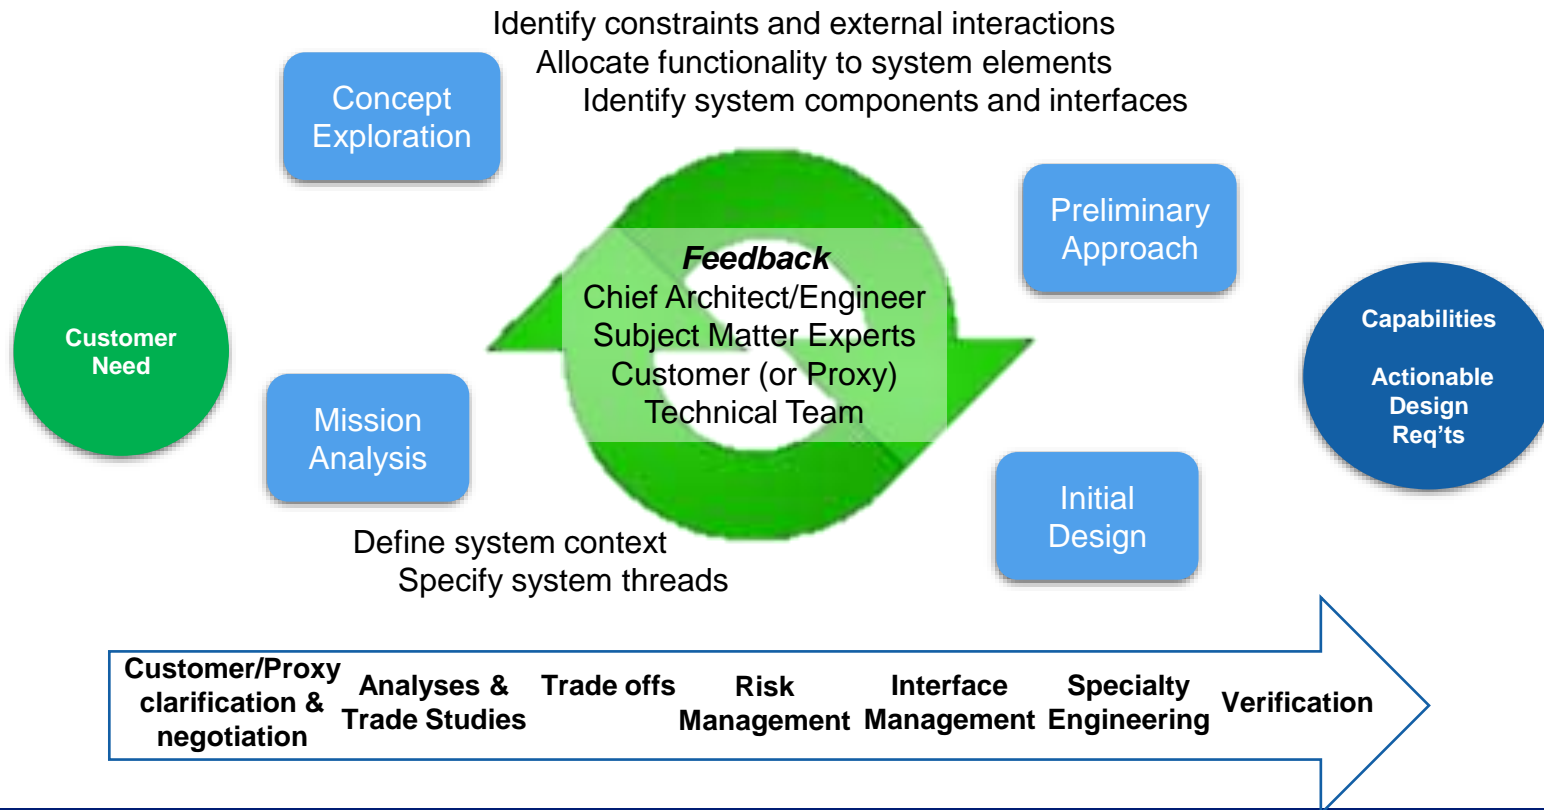 Identify constraints and external interactions
Allocate functionality to system elements
Identify system components and interfaces
Concept
Exploration
Preliminary
Approach
Customer
Need
Feedback
Chief Architect/Engineer
Subject Matter Experts
Customer (or Proxy)
Technical Team
Capabilities
Actionable
Design
Req'ts
Mission
Analysis
Initial
Design
Define system context
Specify system threads
Customer/Proxy
clarification &
negotiation
Analyses &
Trade Studies
Trade offs
Risk
Management
Interface
Management
Specialty
Engineering
Verification